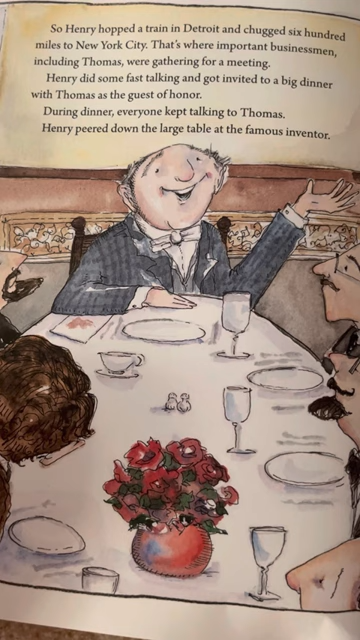 So Henry hopped a train in Detroit and chugged six hundred
miles to New York City. That's where important businessmen,
including Thomas, were gathering for a meeting.
Henry did some fast talking and got invited to a big dinner
with Thomas as the guest of honor.
During dinner, everyone kept talking to Thomas.
Henry peered down the large table at the famous inventor.